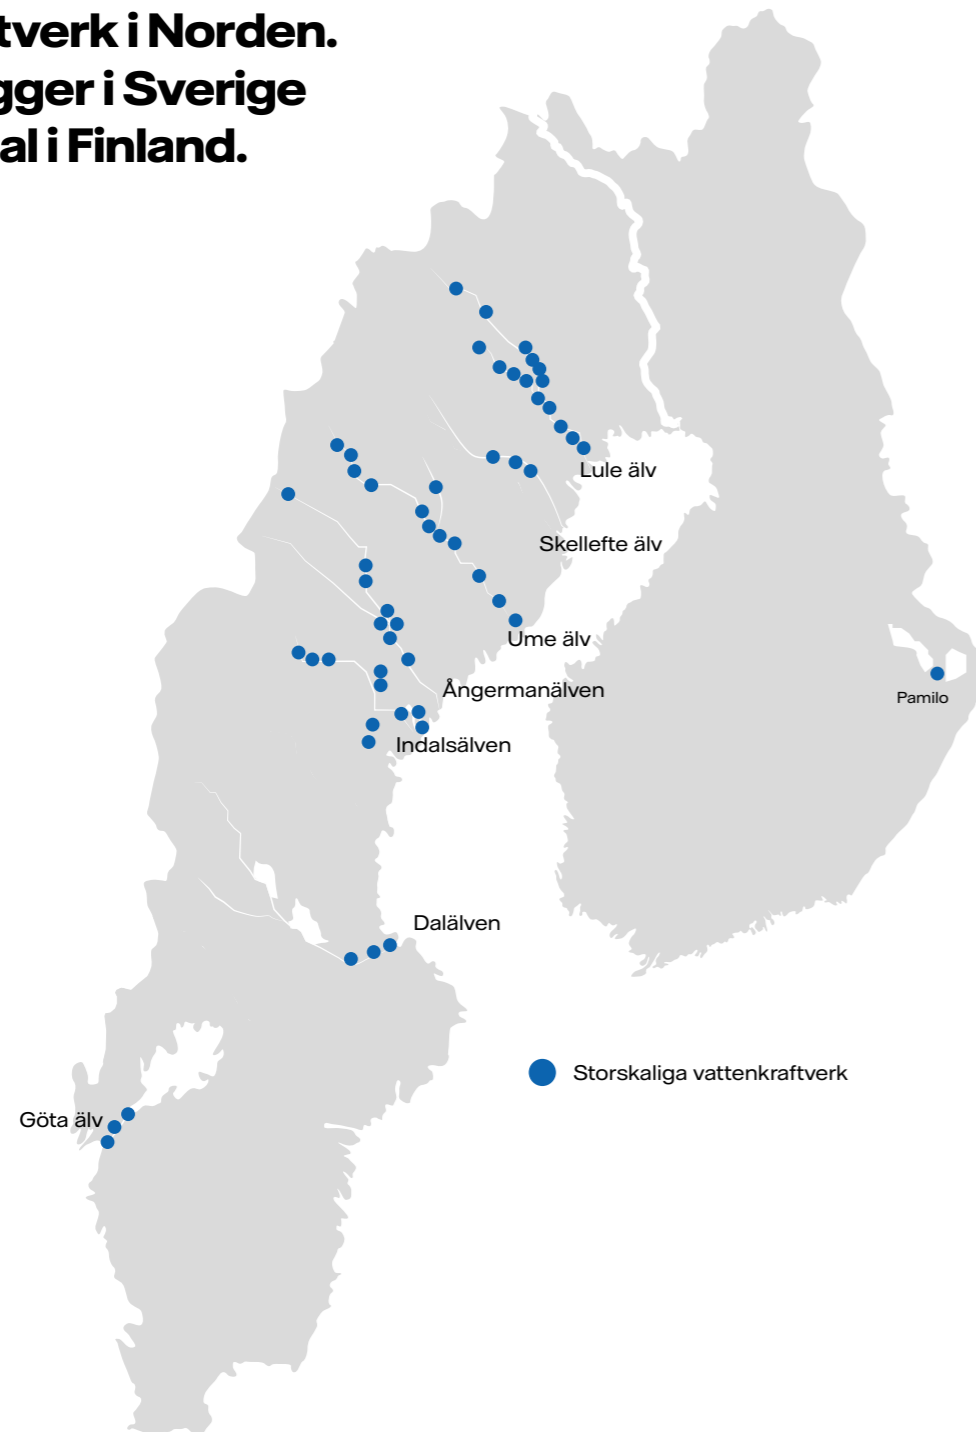 tverk i Norden.
gger i Sverige
al i Finland.
Lule älv
Skellefte älv
Ume älv
Ångermanälven
Pamilo
Indalsälven
Dalälven
Storskaliga vattenkraftverk
Göta älv